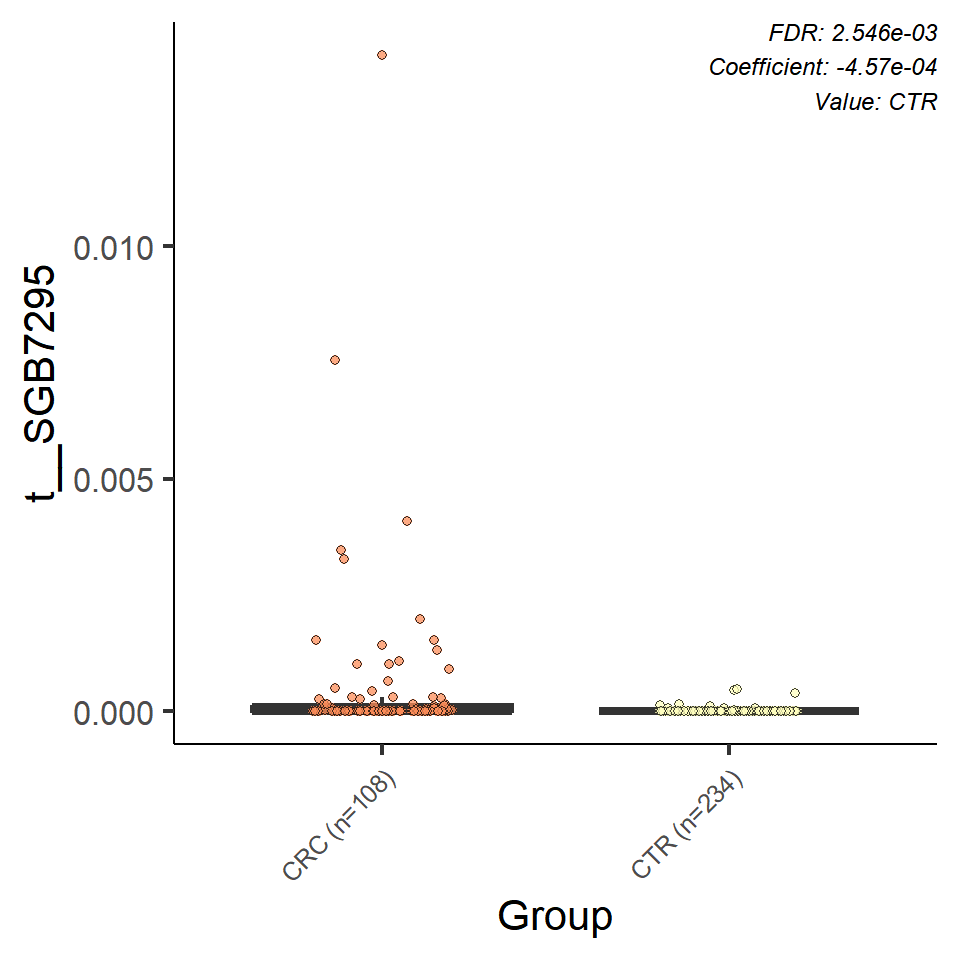 FDR: 2.546e-03
Coefficient: -4.57e-04
Value: CTR
t__SGB7295
0.010
0.005
0.000
CRC (n=108)
CTR (n=234)
Group